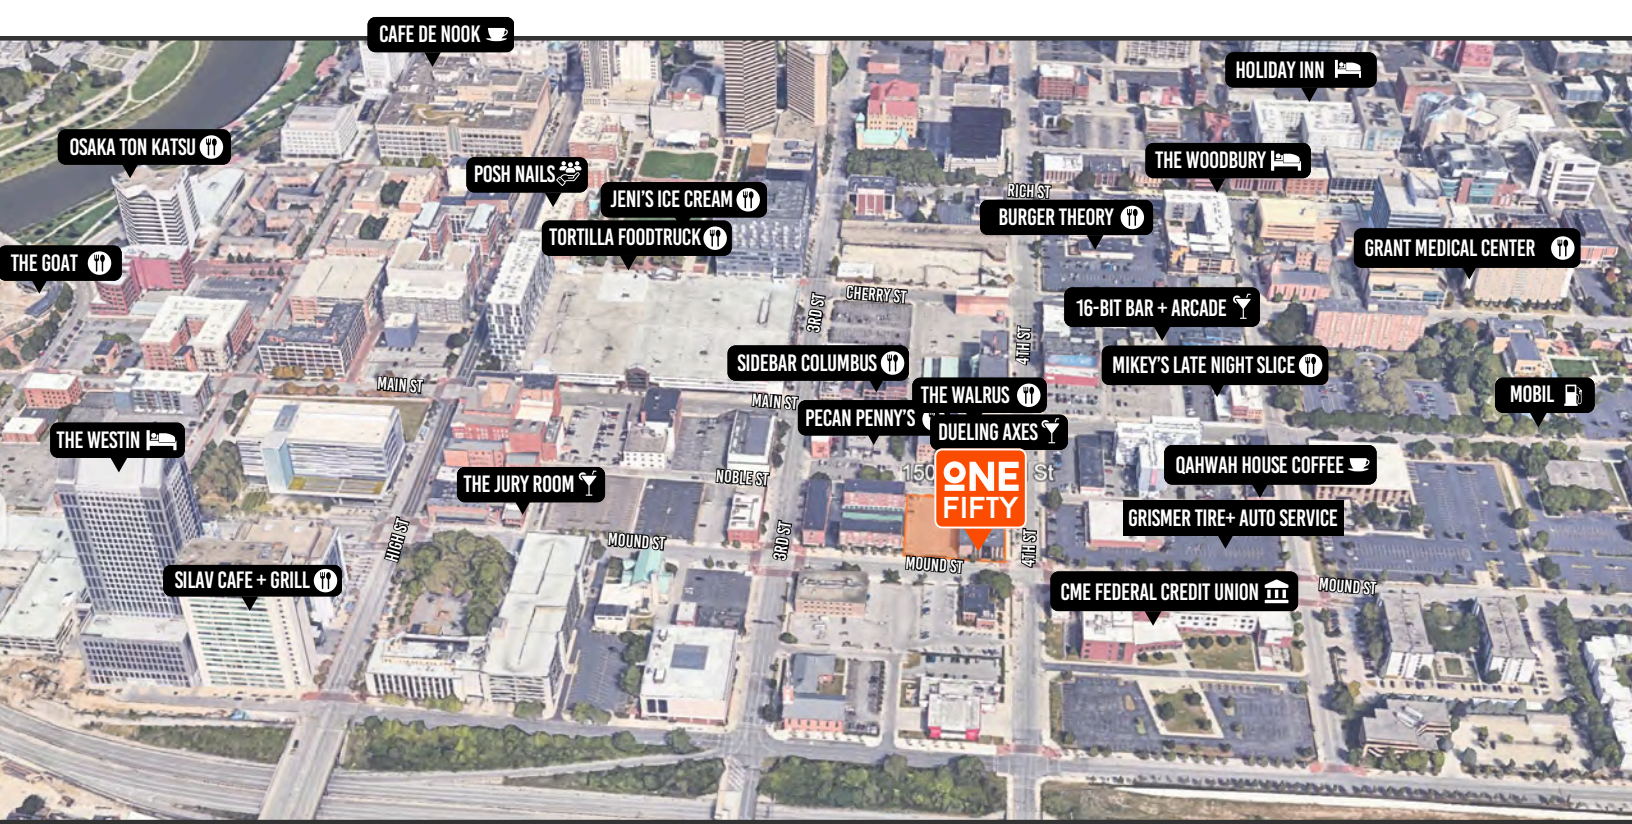 CAFE DE NOOK
HOLIDAY INN
OSAKA TON KATSU
THE WOODBURY
POSH NAILS
RICH ST
JENI'S ICE CREAM
BURGER THEORY
TORTILLA FOODTRUCK
GRANT MEDICAL CENTER
THE GOAT
CHERRY ST
3RD ST
16-BIT BAR + ARCADE
4TH ST
SIDEBAR COLUMBUS
MIKEY'S LATE NIGHT SLICE
MAIN ST
THE WALRUS
MOBIL
MAIN ST
PECAN PENNY'S
DUELING AXES
THE WESTIN
QAHWAH HOUSE COFFEE
150
St
ONE
FIFTY
NOBLE ST
THE JURY ROOM
GRISMER TIRE+ AUTO SERVICE
HIGH ST
MOUND ST
3RD ST
4TH ST
MOUND ST
SILAV CAFE + GRILL
CME FEDERAL CREDIT UNION
MOUND ST